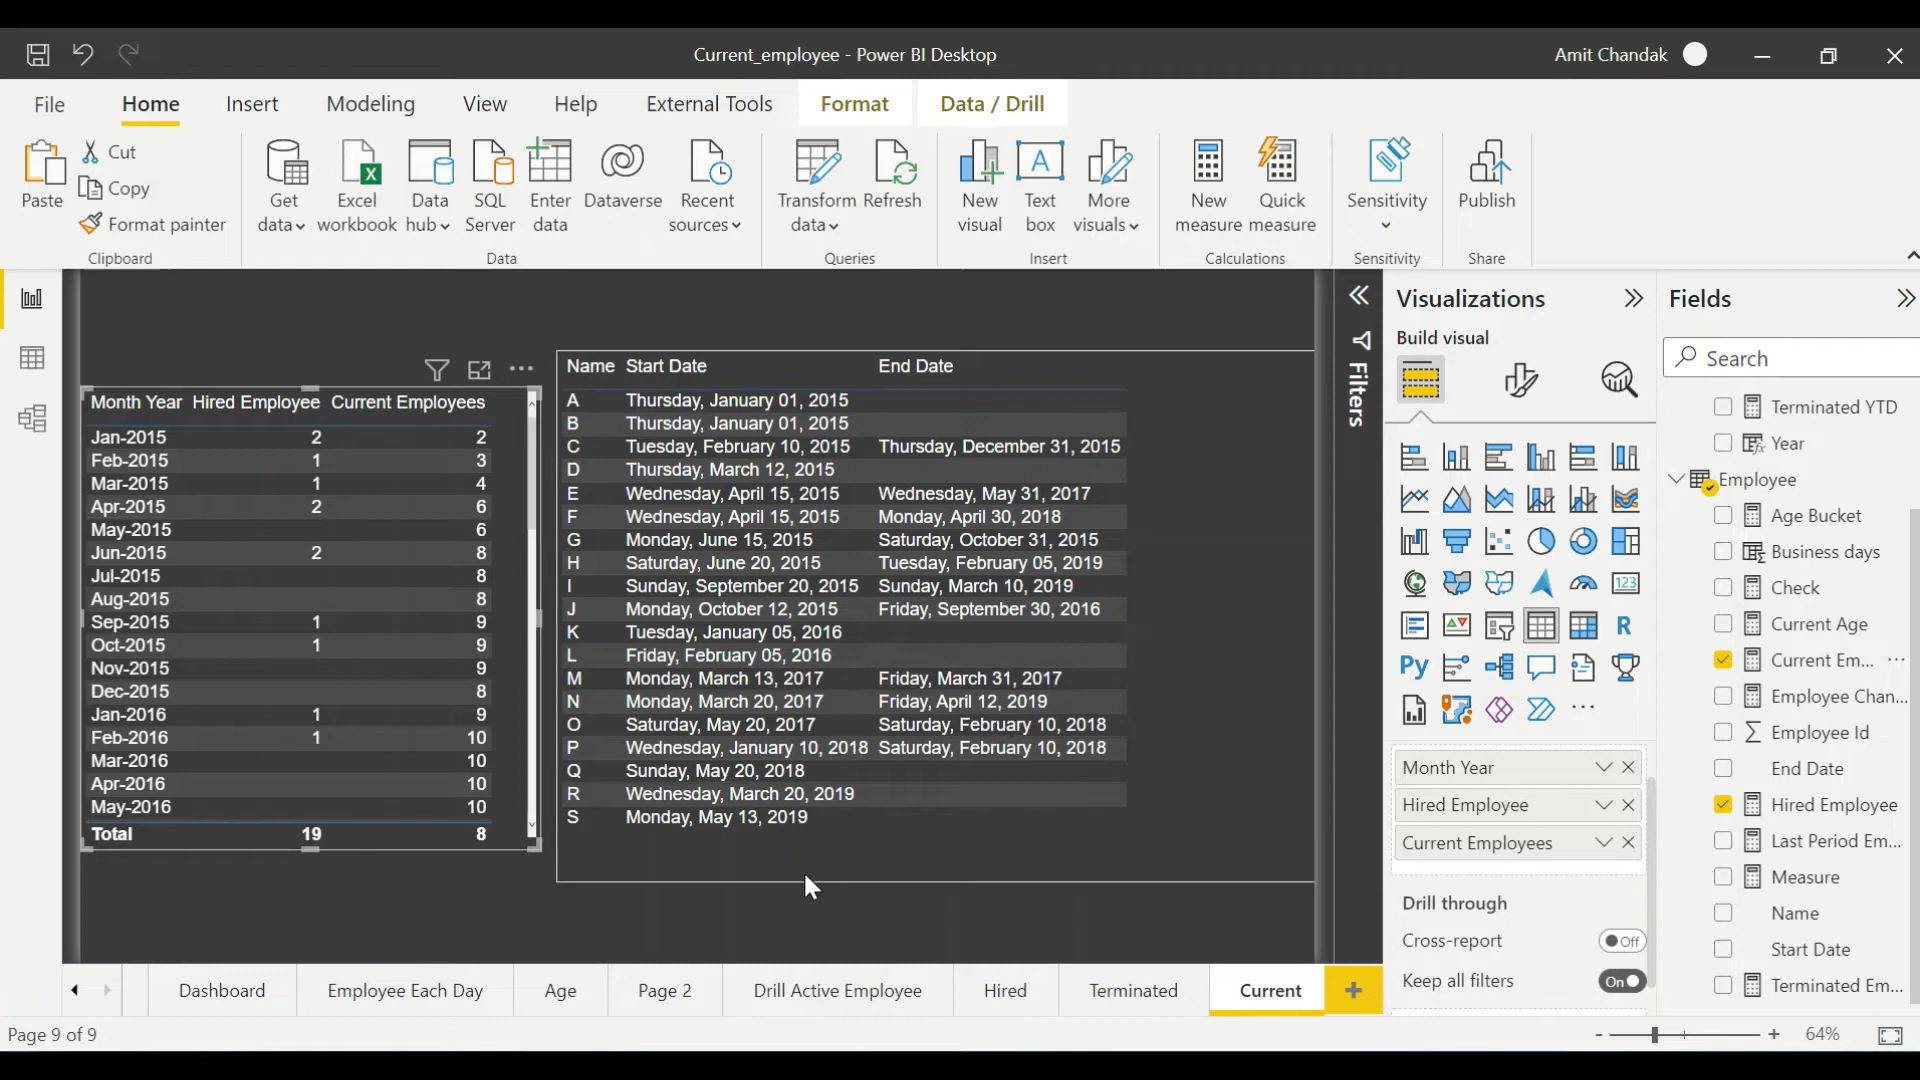 Current_employee - Power BI Desktop
Amit Chandak
File Home Insert Modeling View Help External Tools Format Data / Drill
Paste
Cut
Copy
Format painter
Clipboard
Get data
Excel workbook
Data hub
SQL Server
Enter data
Dataverse
Recent sources
Data
Transform data
Refresh
Queries
New visual
A
Text box
More visuals
Insert
New measure
Quick measure
Calculations
Sensitivity
Sensitivity
Publish
Share
Month Year Hired Employee Current Employees
Jan-2015 2 2
Feb-2015 1 3
Mar-2015 1 4
Apr-2015 2 6
May-2015 6
Jun-2015 2 8
Jul-2015 8
Aug-2015 8
Sep-2015 1 9
Oct-2015 1 9
Nov-2015 9
Dec-2015 8
Jan-2016 1 9
Feb-2016 1 10
Mar-2016 10
Apr-2016 10
May-2016 10
Total 19 8
Name Start Date End Date
A Thursday, January 01, 2015
B Thursday, January 01, 2015
C Tuesday, February 10, 2015 Thursday, December 31, 2015
D Thursday, March 12, 2015
E Wednesday, April 15, 2015 Wednesday, May 31, 2017
F Wednesday, April 15, 2015 Monday, April 30, 2018
G Monday, June 15, 2015 Saturday, October 31, 2015
H Saturday, June 20, 2015 Tuesday, February 05, 2019
I Sunday, September 20, 2015 Sunday, March 10, 2019
J Monday, October 12, 2015 Friday, September 30, 2016
K Tuesday, January 05, 2016
L Friday, February 05, 2016
M Monday, March 13, 2017 Friday, March 31, 2017
N Monday, March 20, 2017 Friday, April 12, 2019
O Saturday, May 20, 2017 Saturday, February 10, 2018
P Wednesday, January 10, 2018 Saturday, February 10, 2018
Q Sunday, May 20, 2018
R Wednesday, March 20, 2019
S Monday, May 13, 2019
Filters
Visualizations
Build visual
123
R
Py
Month Year
Hired Employee
Current Employees
Drill through
Cross-report Off
Keep all filters On
Fields
Search
Terminated YTD
Year
Employee
Age Bucket
Business days
Check
Current Age
Current Em...
Employee Chan...
Employee Id
End Date
Hired Employee
Last Period Em...
Measure
Name
Start Date
Terminated Em...
Dashboard Employee Each Day Age Page 2 Drill Active Employee Hired Terminated Current
Page 9 of 9
64%